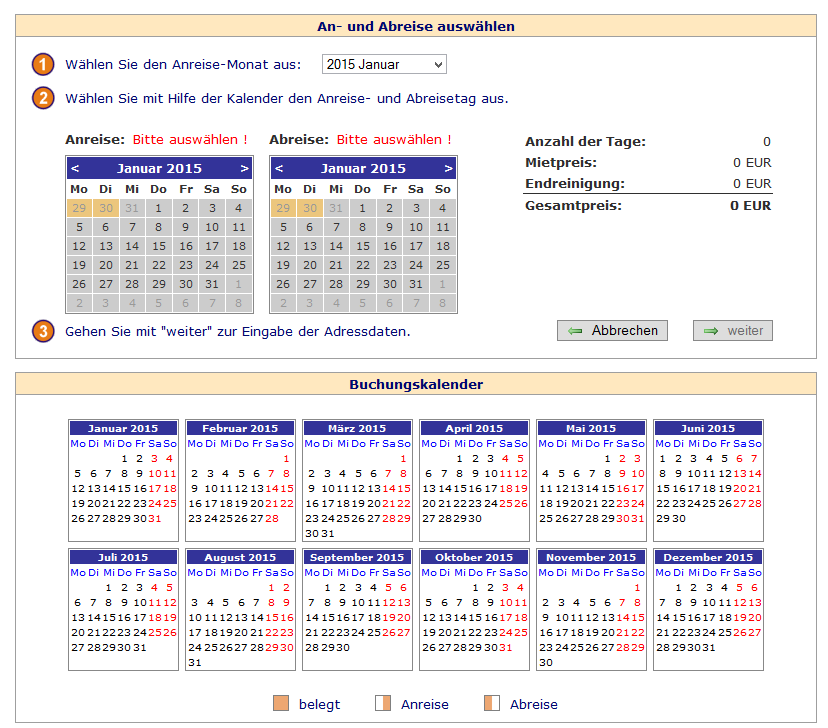 An- und Abreise auswählen
1 Wählen Sie den Anreise-Monat aus: 2015 Januar
2 Wählen Sie mit Hilfe der Kalender den Anreise- und Abreisetag aus.
Anreise: Bitte auswählen ! Abreise: Bitte auswählen ! Anzahl der Tage: 0
Mietpreis: 0 EUR
< Januar 2015 > < Januar 2015 >
Endreinigung: 0 EUR
Mo Di Mi Do Fr Sa So Mo Di Mi Do Fr Sa So
29 30 31 1 2 3 4 29 30 31 1 2 3 4 Gesamtpreis: 0 EUR
5 6 7 8 9 10 11 5 6 7 8 9 10 11
12 13 14 15 16 17 18 12 13 14 15 16 17 18
19 20 21 22 23 24 25 19 20 21 22 23 24 25
26 27 28 29 30 31 1 26 27 28 29 30 31 1
2 3 4 5 6 7 8 2 3 4 5 6 7 8
3 Gehen Sie mit "weiter" zur Eingabe der Adressdaten. Abbrechen weiter
Buchungskalender
Januar 2015 Februar 2015 März 2015 April 2015 Mai 2015 Juni 2015
Mo Di Mi Do Fr Sa So Mo Di Mi Do Fr Sa So Mo Di Mi Do Fr Sa So Mo Di Mi Do Fr Sa So Mo Di Mi Do Fr Sa So Mo Di Mi Do Fr Sa So
1 2 3 4 1 1 1 2 3 4 5 1 2 3 1 2 3 4 5 6 7
5 6 7 8 9 10 11 2 3 4 5 6 7 8 2 3 4 5 6 7 8 6 7 8 9 10 11 12 4 5 6 7 8 9 10 8 9 10 11 12 13 14
12 13 14 15 16 17 18 9 10 11 12 13 14 15 9 10 11 12 13 14 15 13 14 15 16 17 18 19 11 12 13 14 15 16 17 15 16 17 18 19 20 21
19 20 21 22 23 24 25 16 17 18 19 20 21 22 16 17 18 19 20 21 22 20 21 22 23 24 25 26 18 19 20 21 22 23 24 22 23 24 25 26 27 28
26 27 28 29 30 31 23 24 25 26 27 28 23 24 25 26 27 28 29 27 28 29 30 25 26 27 28 29 30 31 29 30
30 31
Juli 2015 August 2015 September 2015 Oktober 2015 November 2015 Dezember 2015
Mo Di Mi Do Fr Sa So Mo Di Mi Do Fr Sa So Mo Di Mi Do Fr Sa So Mo Di Mi Do Fr Sa So Mo Di Mi Do Fr Sa So Mo Di Mi Do Fr Sa So
1 2 3 4 5 1 2 1 2 3 4 5 6 1 2 3 4 1 1 2 3 4 5 6
6 7 8 9 10 11 12 3 4 5 6 7 8 9 7 8 9 10 11 12 13 5 6 7 8 9 10 11 2 3 4 5 6 7 8 7 8 9 10 11 12 13
13 14 15 16 17 18 19 10 11 12 13 14 15 16 14 15 16 17 18 19 20 12 13 14 15 16 17 18 9 10 11 12 13 14 15 14 15 16 17 18 19 20
20 21 22 23 24 25 26 17 18 19 20 21 22 23 21 22 23 24 25 26 27 19 20 21 22 23 24 25 16 17 18 19 20 21 22 21 22 23 24 25 26 27
27 28 29 30 31 24 25 26 27 28 29 30 28 29 30 26 27 28 29 30 31 23 24 25 26 27 28 29 28 29 30 31
31 30
belegt Anreise Abreise